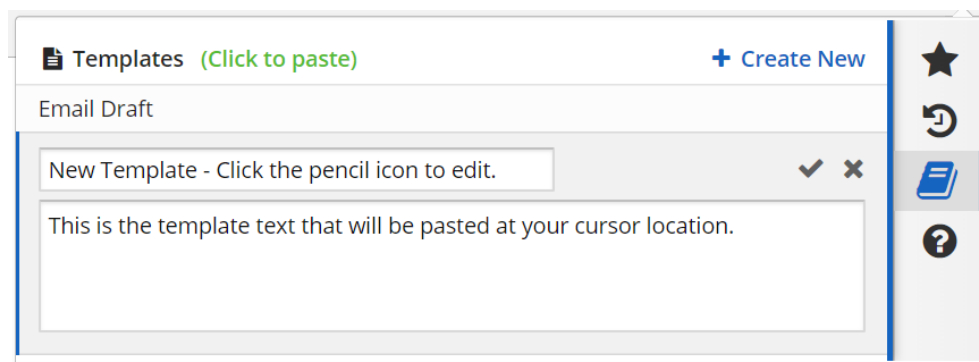 Templates (Click to paste) + Create New
Email Draft
New Template - Click the pencil icon to edit.
This is the template text that will be pasted at your cursor location.